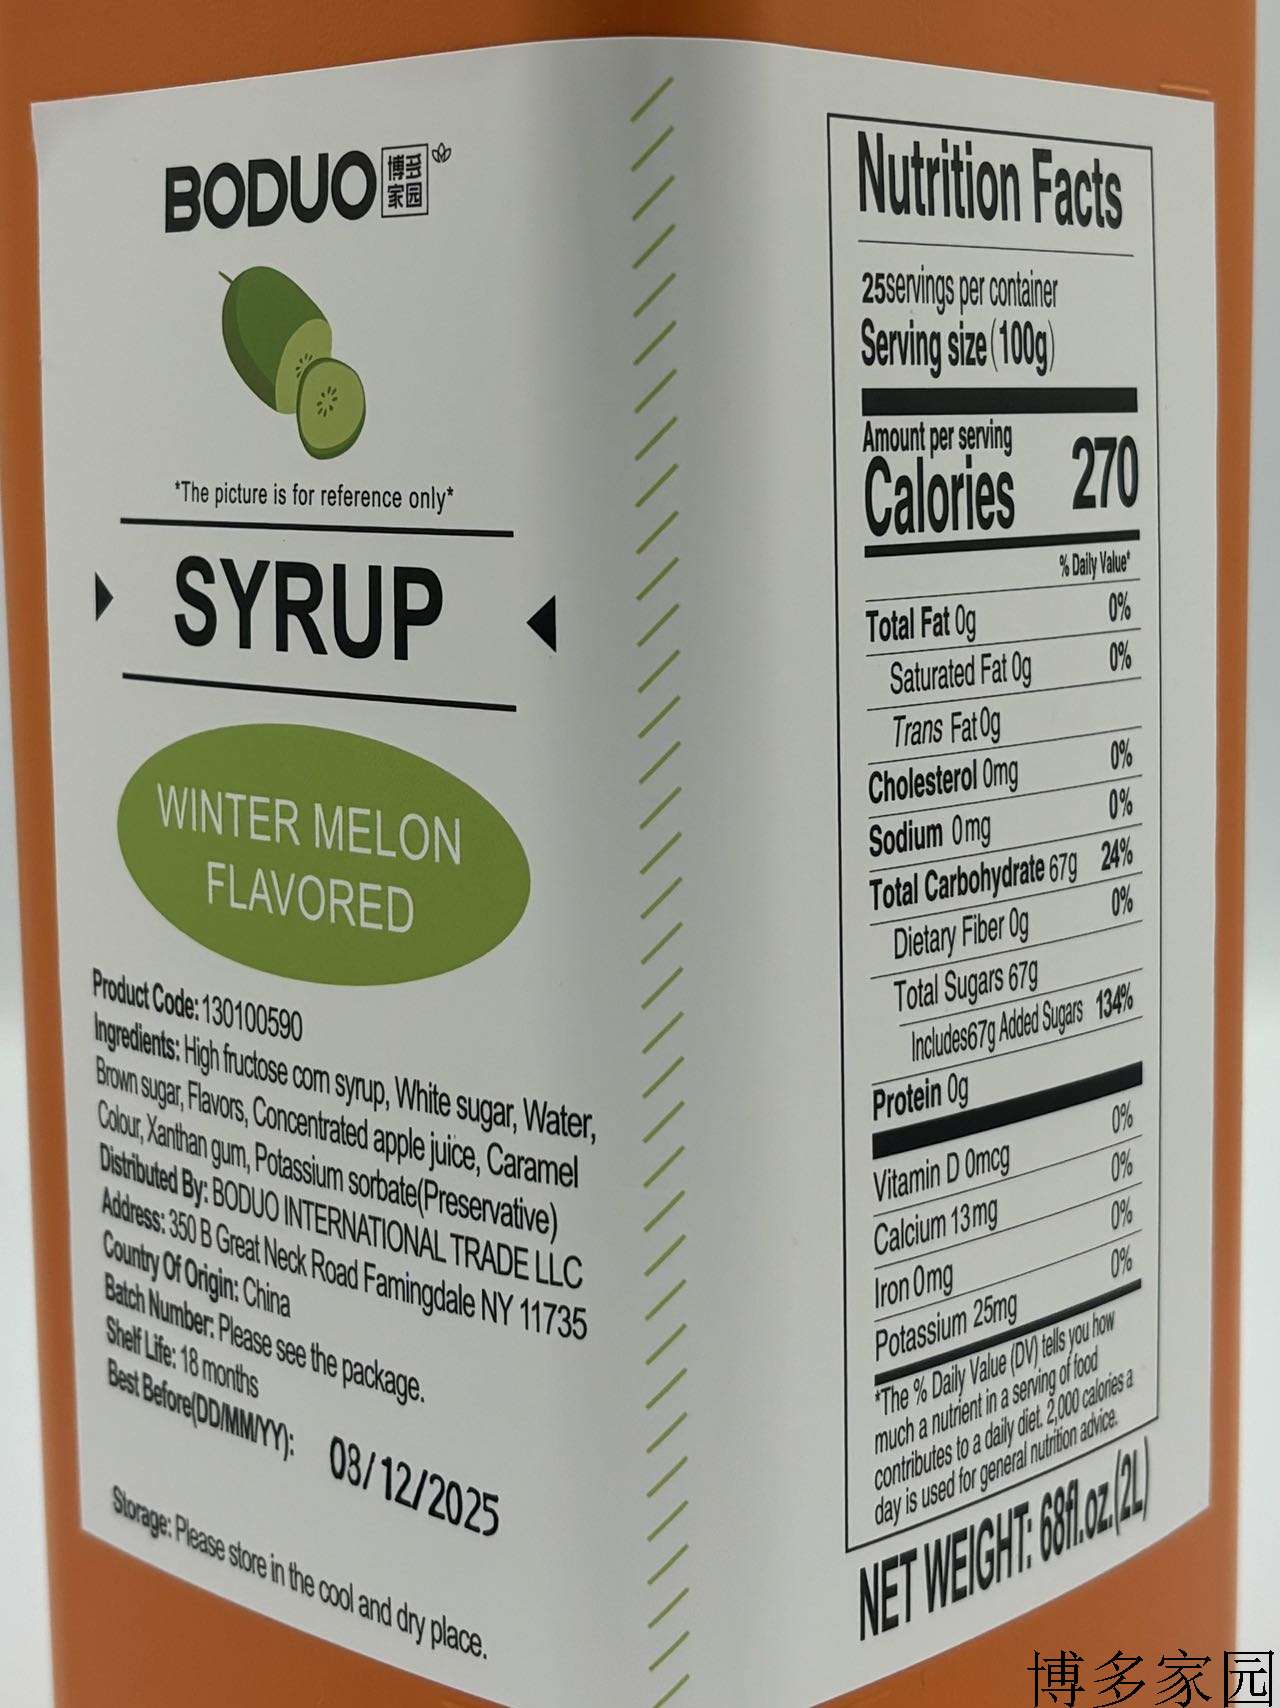 BODUO 博多家园
*The picture is for reference only*
SYRUP
WINTER MELON
FLAVORED
Product Code: 130100590
Ingredients: High fructose corn syrup, White sugar, Water,
Brown sugar, Flavors, Concentrated apple juice, Caramel
Colour, Xanthan gum, Potassium sorbate(Preservative)
Distributed By: BODUO INTERNATIONAL TRADE LLC
Address: 350 B Great Neck Road Famingdale NY 11735
Country Of Origin: China
Batch Number: Please see the package.
Shelf Life: 18 months
Best Before(DD/MM/YY): 08/12/2025
Storage: Please store in the cool and dry place.
Nutrition Facts
25servings per container
Serving size(100g)
Amount per serving
Calories 270
% Daily Value*
Total Fat 0g 0%
Saturated Fat 0g 0%
Trans Fat 0g
Cholesterol 0mg 0%
Sodium 0mg 0%
Total Carbohydrate 67g 24%
Dietary Fiber 0g 0%
Total Sugars 67g
Includes67g Added Sugars 134%
Protein 0g
Vitamin D 0mcg 0%
Calcium 13mg 0%
Iron 0mg 0%
Potassium 25mg 0%
*The % Daily Value (DV) tells you how
much a nutrient in a serving of food
contributes to a daily diet. 2,000 calories a
day is used for general nutrition advice.
NET WEIGHT: 68fl.oz.(2L)
博多家园